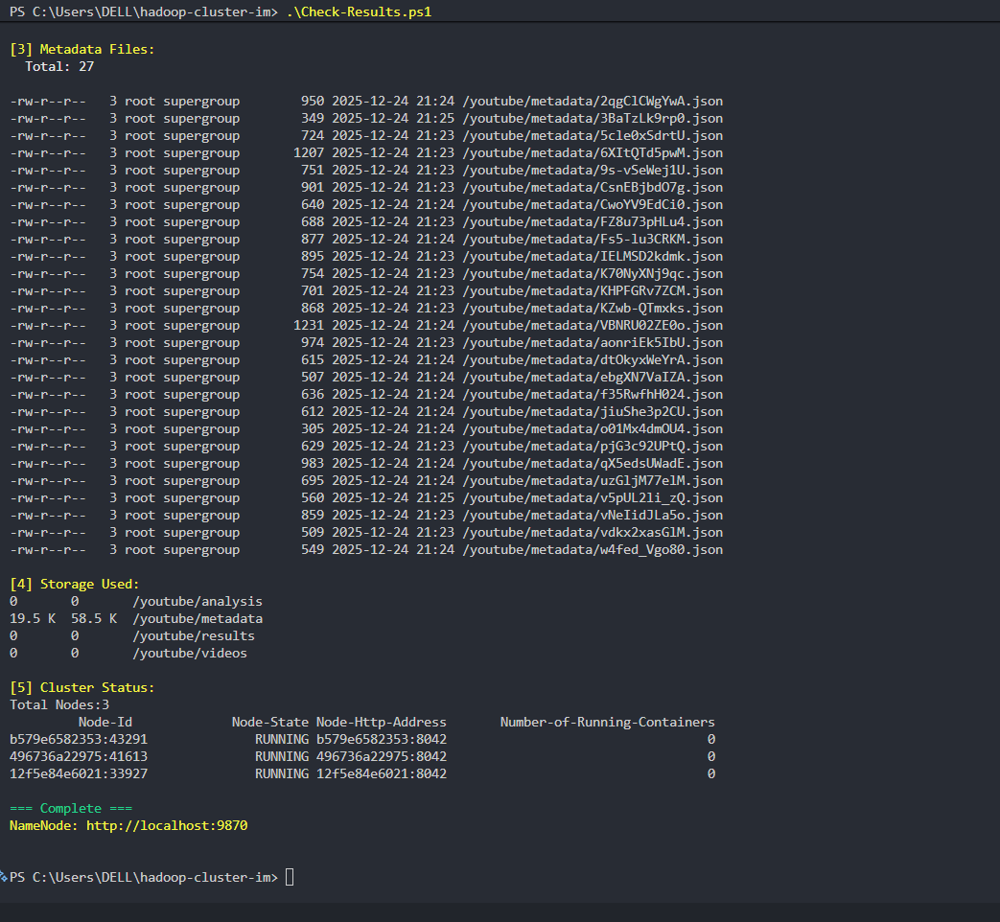 PS C:\Users\DELL\hadoop-cluster-im> .\Check-Results.ps1
[3] Metadata Files:
Total: 27
-rw-r--r-- 3 root supergroup 950 2025-12-24 21:24 /youtube/metadata/2qgClCWgYwA.json
-rw-r--r-- 3 root supergroup 349 2025-12-24 21:25 /youtube/metadata/3BaTzLk9rp0.json
-rw-r--r-- 3 root supergroup 724 2025-12-24 21:23 /youtube/metadata/5cle0xSdrtU.json
-rw-r--r-- 3 root supergroup 1207 2025-12-24 21:23 /youtube/metadata/6XItQTd5pwM.json
-rw-r--r-- 3 root supergroup 751 2025-12-24 21:23 /youtube/metadata/9s-vSeWej1U.json
-rw-r--r-- 3 root supergroup 901 2025-12-24 21:23 /youtube/metadata/CsnEBjbdO7g.json
-rw-r--r-- 3 root supergroup 640 2025-12-24 21:24 /youtube/metadata/CwoYV9EdCi0.json
-rw-r--r-- 3 root supergroup 688 2025-12-24 21:23 /youtube/metadata/FZ8u73pHLu4.json
-rw-r--r-- 3 root supergroup 877 2025-12-24 21:24 /youtube/metadata/Fs5-lu3CRKM.json
-rw-r--r-- 3 root supergroup 895 2025-12-24 21:23 /youtube/metadata/IELMSD2kdmk.json
-rw-r--r-- 3 root supergroup 754 2025-12-24 21:23 /youtube/metadata/K70NyXNj9qc.json
-rw-r--r-- 3 root supergroup 701 2025-12-24 21:23 /youtube/metadata/KHPFGRv7ZCM.json
-rw-r--r-- 3 root supergroup 868 2025-12-24 21:23 /youtube/metadata/KZwb-QTmxks.json
-rw-r--r-- 3 root supergroup 1231 2025-12-24 21:24 /youtube/metadata/VBNRU02ZE0o.json
-rw-r--r-- 3 root supergroup 974 2025-12-24 21:23 /youtube/metadata/aonriEk5IbU.json
-rw-r--r-- 3 root supergroup 615 2025-12-24 21:24 /youtube/metadata/dtOkyxWeYrA.json
-rw-r--r-- 3 root supergroup 507 2025-12-24 21:24 /youtube/metadata/ebgXN7VaIZA.json
-rw-r--r-- 3 root supergroup 636 2025-12-24 21:24 /youtube/metadata/f35RwfhH024.json
-rw-r--r-- 3 root supergroup 612 2025-12-24 21:24 /youtube/metadata/jiuShe3p2CU.json
-rw-r--r-- 3 root supergroup 305 2025-12-24 21:24 /youtube/metadata/o01Mx4dmOU4.json
-rw-r--r-- 3 root supergroup 629 2025-12-24 21:23 /youtube/metadata/pjG3c92UPtQ.json
-rw-r--r-- 3 root supergroup 983 2025-12-24 21:24 /youtube/metadata/qX5edsUWadE.json
-rw-r--r-- 3 root supergroup 695 2025-12-24 21:24 /youtube/metadata/uzGljM77elM.json
-rw-r--r-- 3 root supergroup 560 2025-12-24 21:25 /youtube/metadata/v5pUL2li_zQ.json
-rw-r--r-- 3 root supergroup 859 2025-12-24 21:23 /youtube/metadata/vNeIidJLa5o.json
-rw-r--r-- 3 root supergroup 509 2025-12-24 21:23 /youtube/metadata/vdkx2xasGlM.json
-rw-r--r-- 3 root supergroup 549 2025-12-24 21:24 /youtube/metadata/w4fed_Vgo80.json
[4] Storage Used:
0 0 /youtube/analysis
19.5 K 58.5 K /youtube/metadata
0 0 /youtube/results
0 0 /youtube/videos
[5] Cluster Status:
Total Nodes:3
Node-Id Node-State Node-Http-Address Number-of-Running-Containers
b579e6582353:43291 RUNNING b579e6582353:8042 0
496736a22975:41613 RUNNING 496736a22975:8042 0
12f5e84e6021:33927 RUNNING 12f5e84e6021:8042 0
=== Complete ===
NameNode: http://localhost:9870
PS C:\Users\DELL\hadoop-cluster-im>